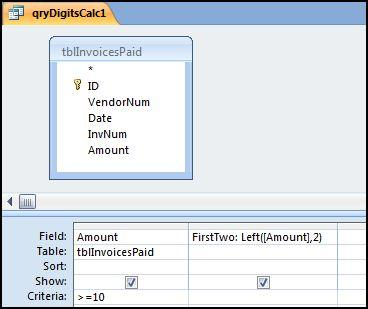 qryDigitsCalc1
tblInvoicesPaid
*
ID
VendorNum
Date
InvNum
Amount
Field: Amount FirstTwo: Left([Amount],2)
Table: tblInvoicesPaid
Sort:
Show:
Criteria: >=10